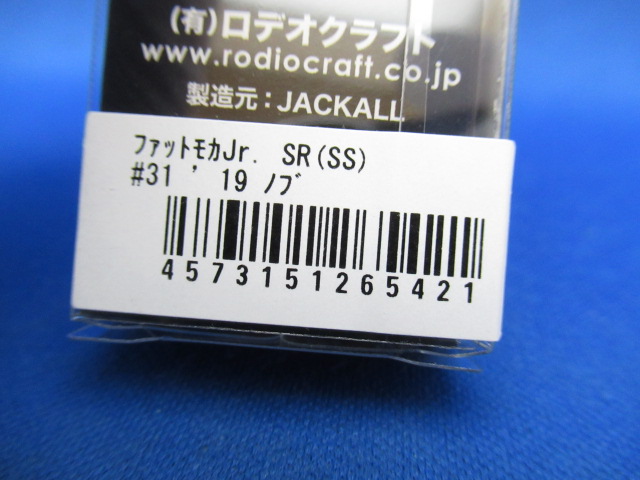 (有)ロデオクラフト
www.rodiocraft.co.jp
製造元：JACKALL
ﾌｧｯﾄﾓｶJr. SR(SS)
#31 ' 19 ﾉﾌﾞ
4573151265421